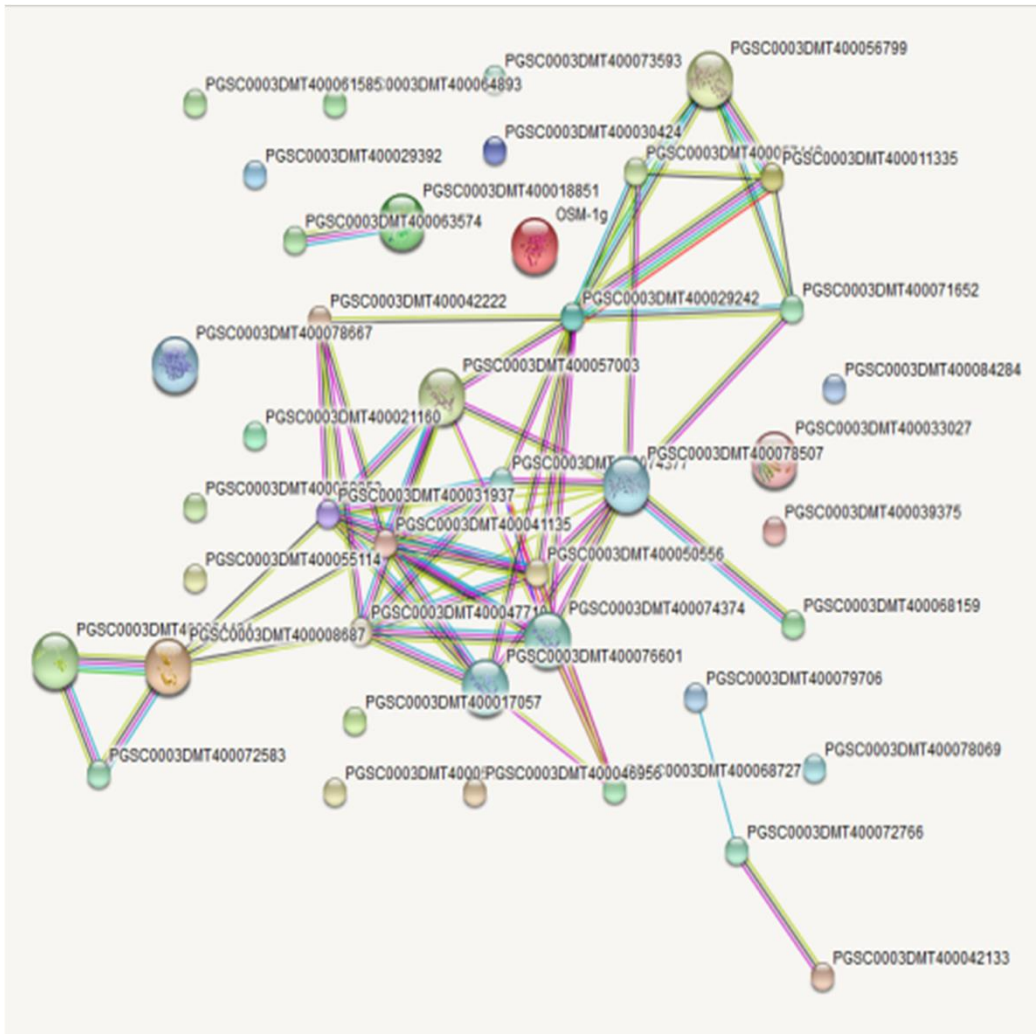 PGSC0003DMT400056799
PGSC0003DMT400073593
PGSC0003DMT400061585
0003DMT400064893
PGSC0003DMT400030424
PGSC0003DMT400029392
PGSC0003DMT400011335
PGSC0003DMT400018851
PGSC0003DMT400063574
OSM-1g
PGSC0003DMT400042222
PGSC0003DMT400029242
PGSC0003DMT400071652
PGSC0003DMT400078667
PGSC0003DMT400057003
PGSC0003DMT400084284
PGSC0003DMT400021160
PGSC0003DMT400033027
PGSC0003DMT400078507
PGSC0003DMT400031937
PGSC0003DMT400039375
PGSC0003DMT400041135
PGSC0003DMT400050556
PGSC0003DMT400055114
PGSC0003DMT400047710
PGSC0003DMT400074374
PGSC0003DMT400068159
PGSC0003DMT400008687
PGSC0003DMT400076601
PGSC0003DMT400079706
PGSC0003DMT400017057
PGSC0003DMT400072583
PGSC0003DMT400078069
PGSC0003DMT400046956
0003DMT400068727
PGSC0003DMT400072766
PGSC0003DMT400042133